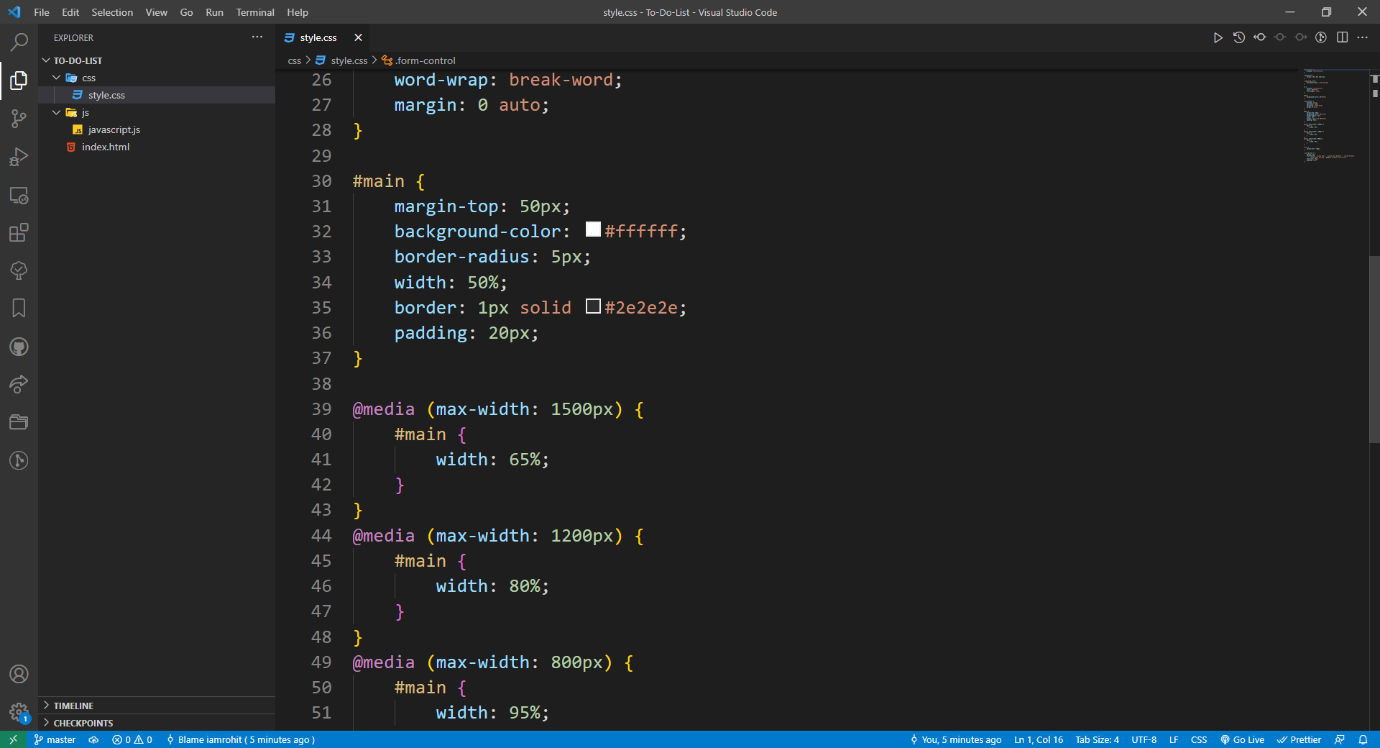 File Edit Selection View Go Run Terminal Help
style.css - To-Do-List - Visual Studio Code
EXPLORER
TO-DO-LIST
css
style.css
js
javascript.js
index.html
TIMELINE
CHECKPOINTS
style.css
css > style.css > .form-control
26 word-wrap: break-word;
27 margin: 0 auto;
28 }
29
30 #main {
31 margin-top: 50px;
32 background-color: #ffffff;
33 border-radius: 5px;
34 width: 50%;
35 border: 1px solid #2e2e2e;
36 padding: 20px;
37 }
38
39 @media (max-width: 1500px) {
40 #main {
41 width: 65%;
42 }
43 }
44 @media (max-width: 1200px) {
45 #main {
46 width: 80%;
47 }
48 }
49 @media (max-width: 800px) {
50 #main {
51 width: 95%;
1
master 0 0 Blame iamrohit ( 5 minutes ago ) You, 5 minutes ago Ln 1, Col 16 Tab Size: 4 UTF-8 LF CSS Go Live Prettier